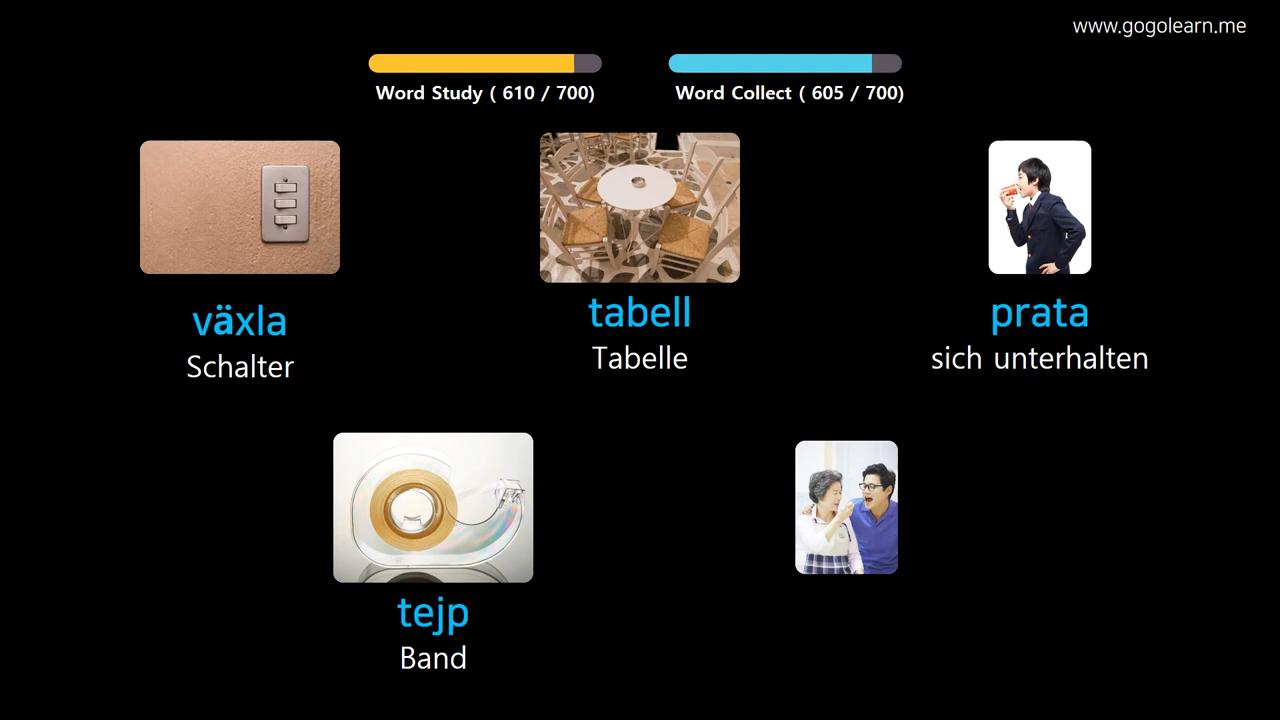 www.gogolearn.me
Word Study ( 610 / 700)
Word Collect ( 605 / 700)
växla
Schalter
tabell
Tabelle
prata
sich unterhalten
tejp
Band